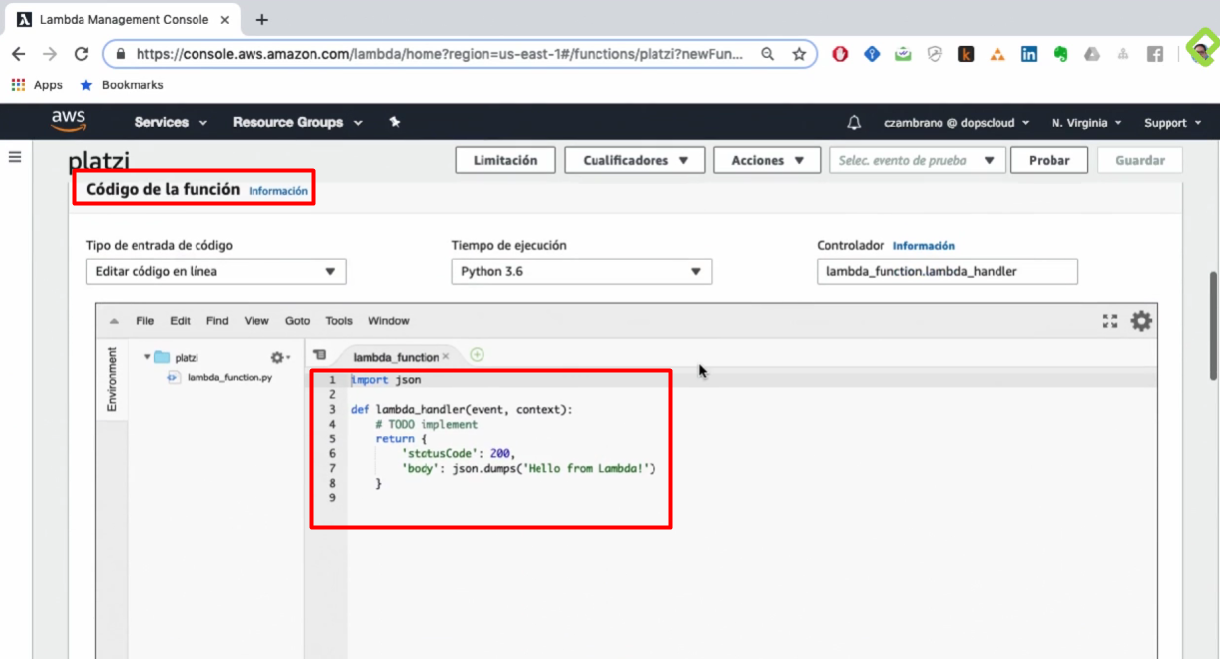 Lambda Management Console
https://console.aws.amazon.com/lambda/home?region=us-east-1#/functions/platzi?newFun...
Apps Bookmarks
aws Services Resource Groups czambrano @ dopscloud N. Virginia Support
platzi Limitación Cualificadores Acciones Selec. evento de prueba Probar Guardar
Código de la función Información
Tipo de entrada de código Tiempo de ejecución Controlador Información
Editar código en línea Python 3.6 lambda_function.lambda_handler
File Edit Find View Goto Tools Window
Environment
platzi
lambda_function.py
lambda_function
1 import json
2
3 def lambda_handler(event, context):
4 # TODO implement
5 return {
6 'statusCode': 200,
7 'body': json.dumps('Hello from Lambda!')
8 }
9